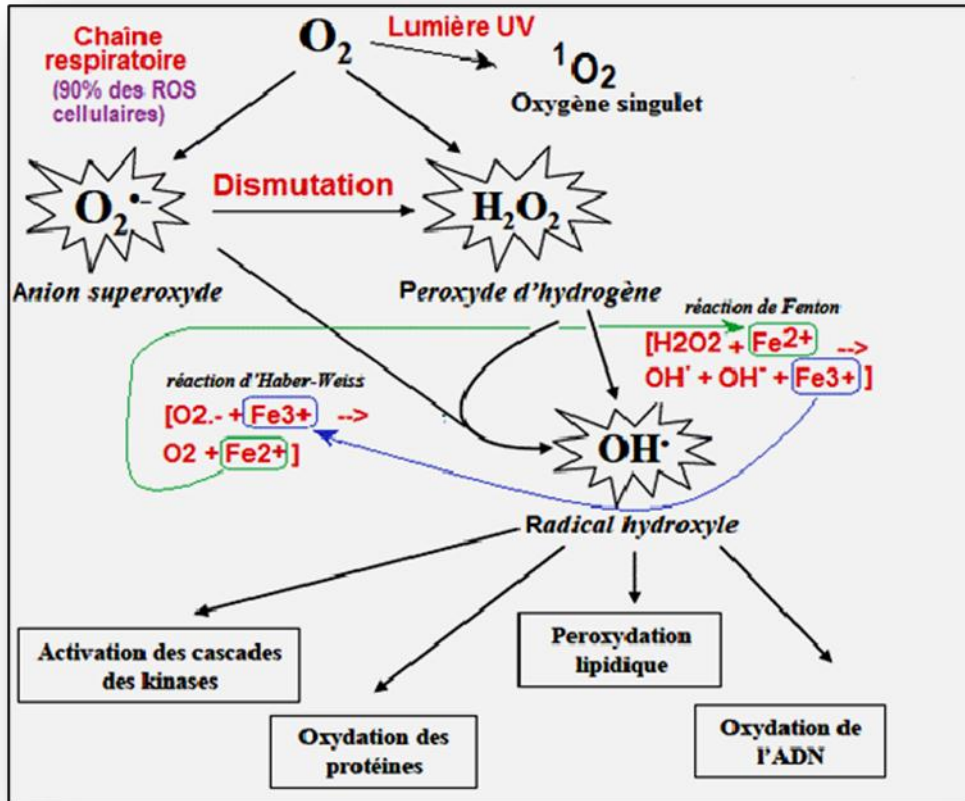 Chaîne
respiratoire
(90% des ROS
cellulaires)
O₂
Lumière UV
¹O₂
Oxygène singulet
O₂•-
Dismutation
H₂O₂
Anion superoxyde
Peroxyde d'hydrogène
réaction de Fenton
[H2O2 + Fe2+ -->
OH• + OH- + Fe3+ ]
réaction d'Haber-Weiss
[O2.- + Fe3+ -->
O2 + Fe2+ ]
OH•
Radical hydroxyle
Activation des cascades
des kinases
Peroxydation
lipidique
Oxydation des
protéines
Oxydation de
l'ADN